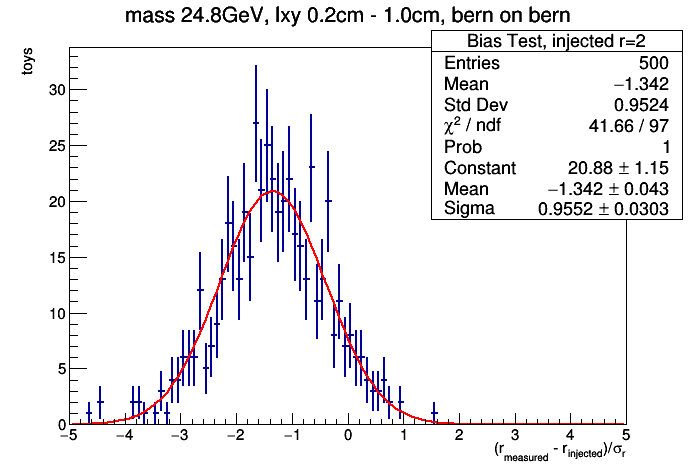 mass 24.8GeV, lxy 0.2cm - 1.0cm, bern on bern
toys
Bias Test, injected r=2
Entries 500
Mean −1.342
Std Dev 0.9524
χ² / ndf 41.66 / 97
Prob 1
Constant 20.88 ± 1.15
Mean −1.342 ± 0.043
Sigma 0.9552 ± 0.0303
30
25
20
15
10
5
0
−5 −4 −3 −2 −1 0 1 2 3 4 5
(r_measured - r_injected)/σ_r